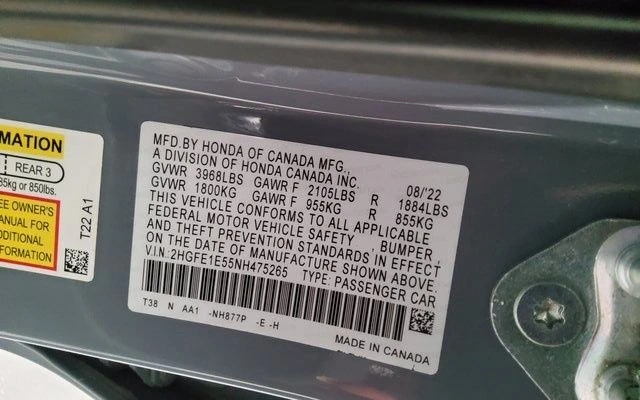 MATION
REAR 3
85kg or 850lbs.
EE OWNER'S
ANUAL FOR
DDITIONAL
FORMATION
T22 A1
MFD.BY HONDA OF CANADA MFG.,
A DIVISION OF HONDA CANADA INC. 08/'22
GVWR 3968LBS GAWR F 2105LBS R 1884LBS
GVWR 1800KG GAWR F 955KG R 855KG
THIS VEHICLE CONFORMS TO ALL APPLICABLE
FEDERAL MOTOR VEHICLE SAFETY , BUMPER ,
AND THEFT PREVENTION STANDARDS IN EFFECT
ON THE DATE OF MANUFACTURE SHOWN ABOVE.
V.I.N: 2HGFE1E55NH475265 TYPE: PASSENGER CAR
T38 N AA1 -NH877P -E -H
MADE IN CANADA